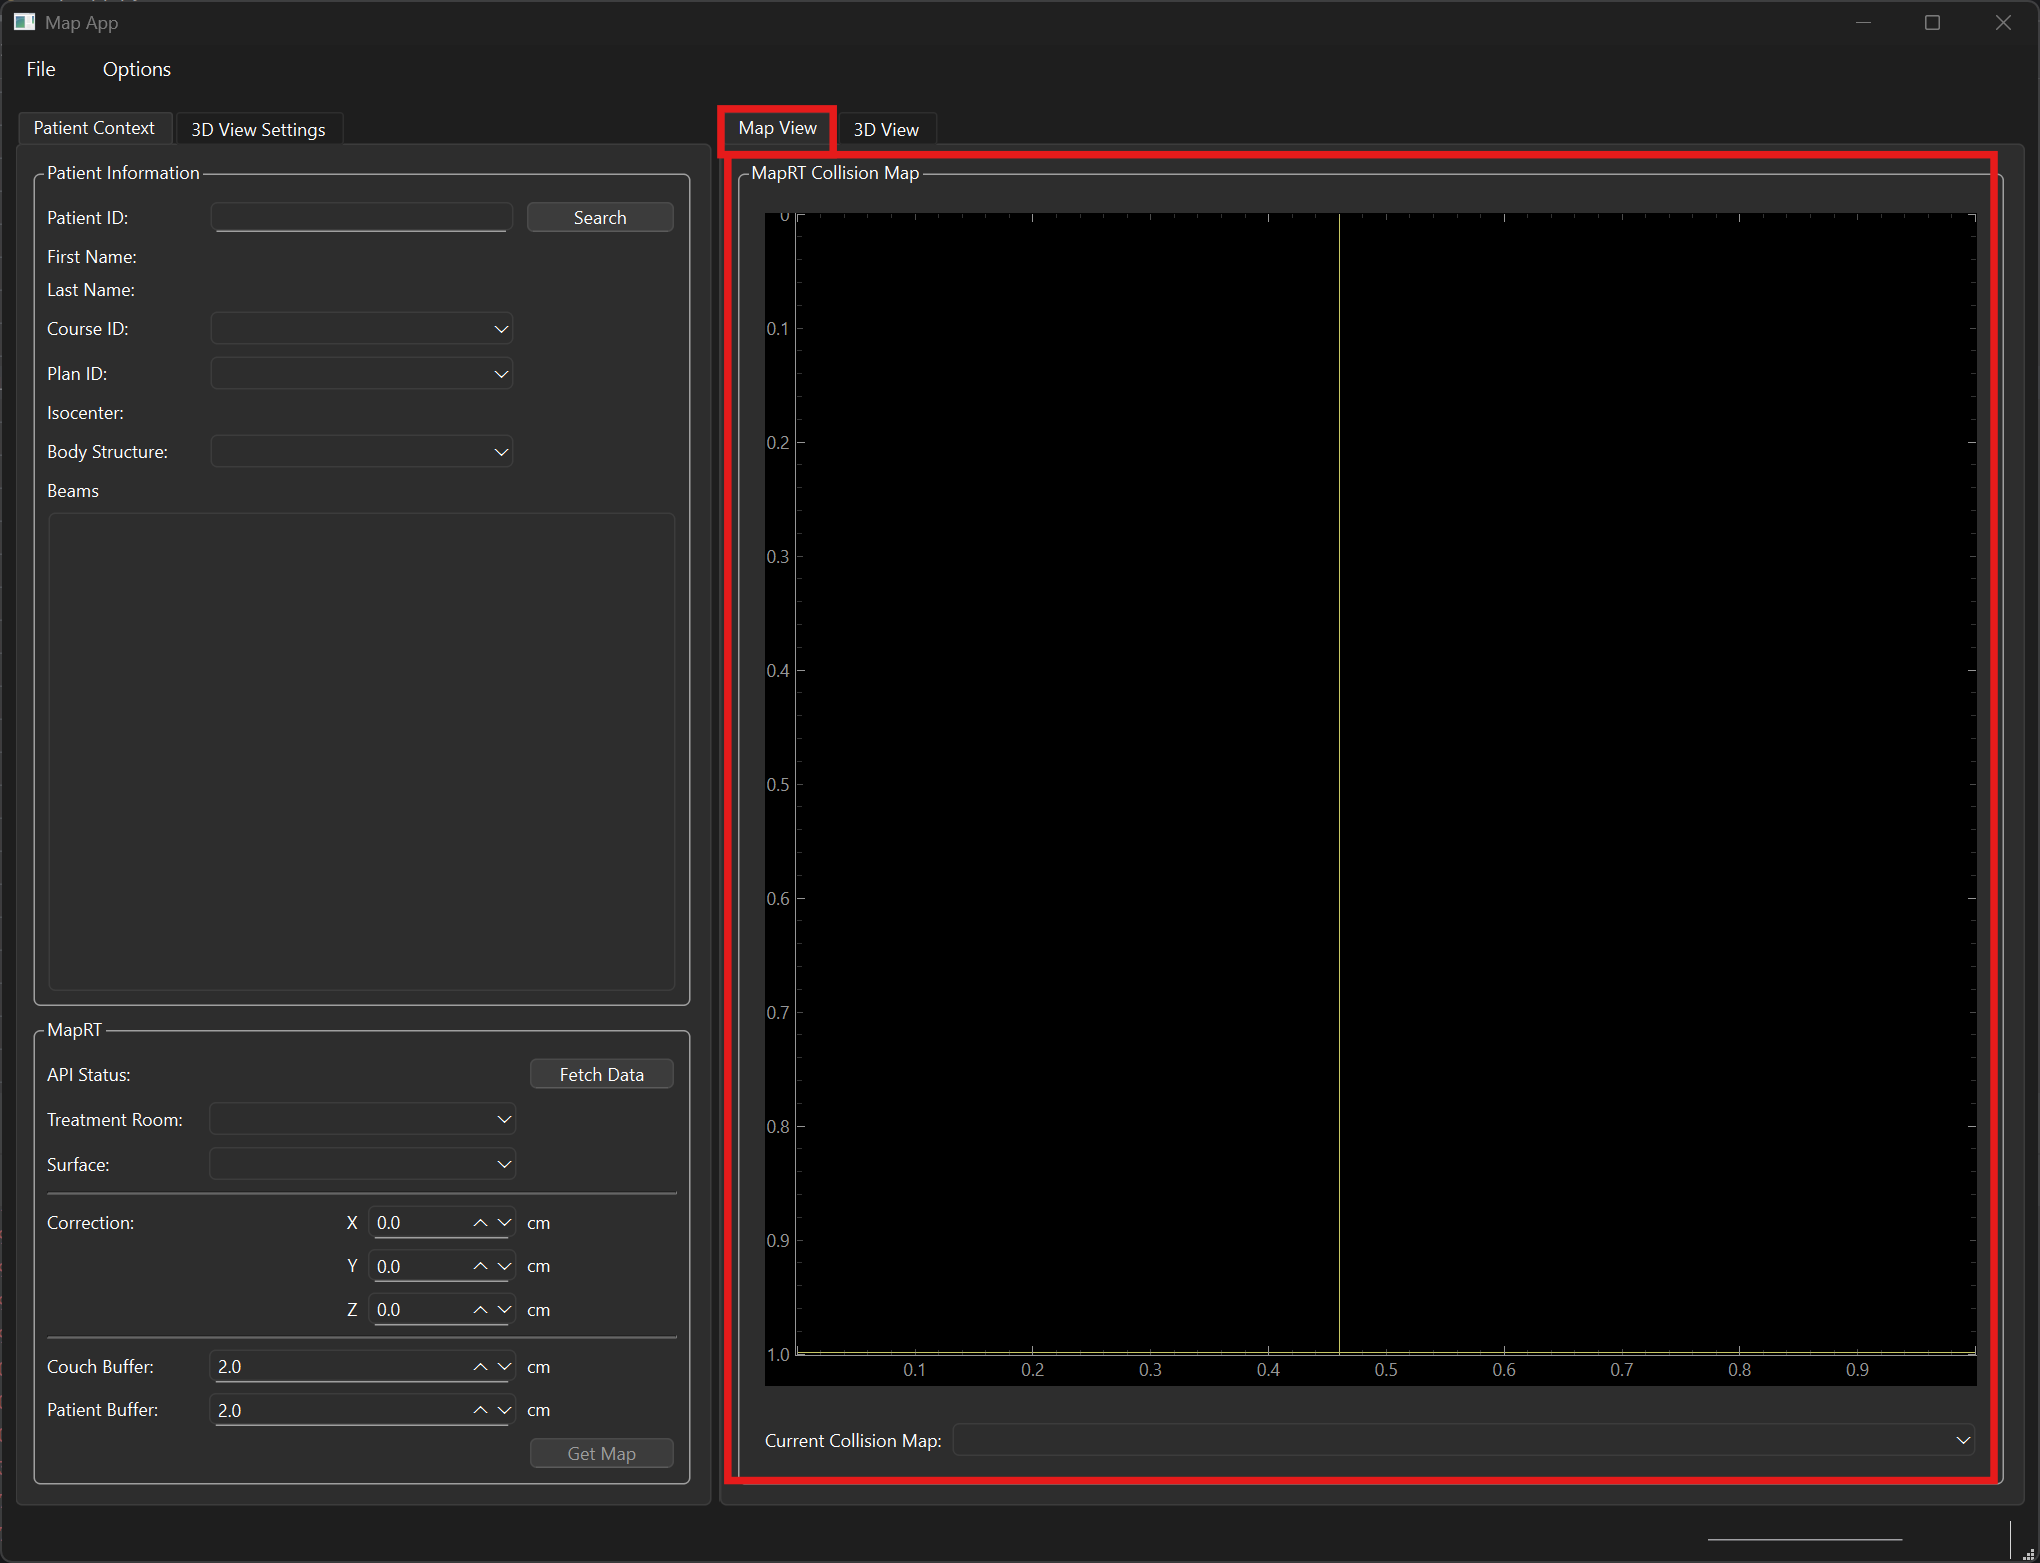 Map App
File Options
Patient Context 3D View Settings
Patient Information
Patient ID: Search
First Name:
Last Name:
Course ID:
Plan ID:
Isocenter:
Body Structure:
Beams
MapRT
API Status: Fetch Data
Treatment Room:
Surface:
Correction: X 0.0 cm
Y 0.0 cm
Z 0.0 cm
Couch Buffer: 2.0 cm
Patient Buffer: 2.0 cm
Get Map
Map View 3D View
MapRT Collision Map
0
0.1
0.2
0.3
0.4
0.5
0.6
0.7
0.8
0.9
1.0
0.1 0.2 0.3 0.4 0.5 0.6 0.7 0.8 0.9
Current Collision Map: